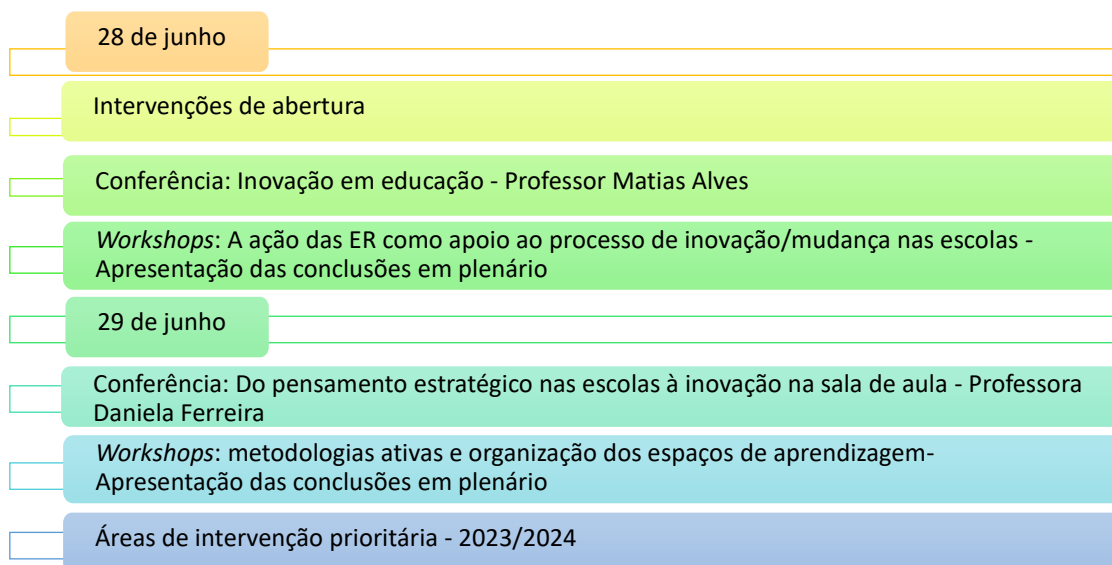 28 de junho
Intervenções de abertura
Conferência: Inovação em educação - Professor Matias Alves
Workshops: A ação das ER como apoio ao processo de inovação/mudança nas escolas -
Apresentação das conclusões em plenário
29 de junho
Conferência: Do pensamento estratégico nas escolas à inovação na sala de aula - Professora
Daniela Ferreira
Workshops: metodologias ativas e organização dos espaços de aprendizagem-
Apresentação das conclusões em plenário
Áreas de intervenção prioritária - 2023/2024